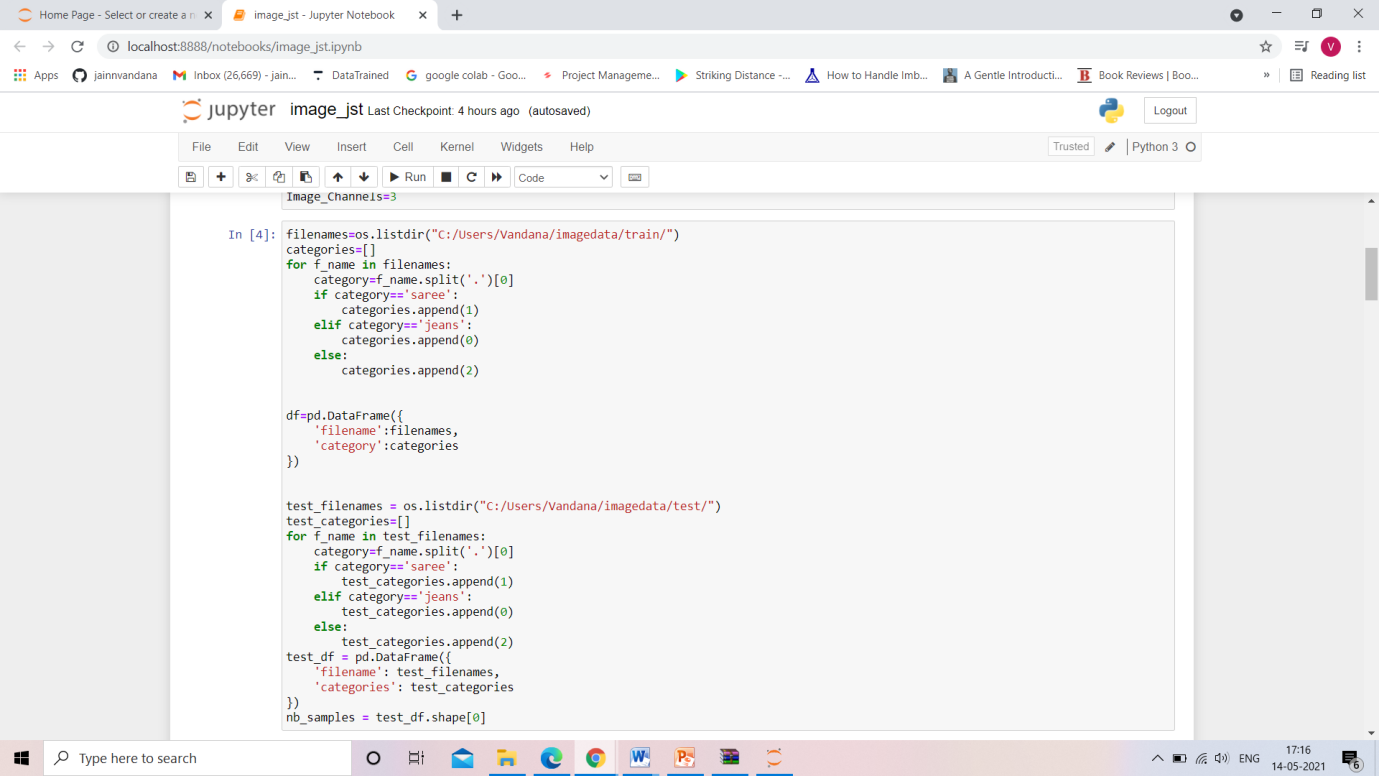 Home Page - Select or create a n
image_jst - Jupyter Notebook
localhost:8888/notebooks/image_jst.ipynb
V
Apps
jainnvandana
Inbox (26,669) - jain...
DataTrained
google colab - Goo...
Project Manageme...
Striking Distance -...
How to Handle Imb...
A Gentle Introducti...
Book Reviews | Boo...
»
Reading list
jupyter image_jst Last Checkpoint: 4 hours ago (autosaved)
Logout
File Edit View Insert Cell Kernel Widgets Help
Trusted
Python 3
Run
Code
Image_Channels=3
In [4]:
filenames=os.listdir("C:/Users/Vandana/imagedata/train/")
categories=[]
for f_name in filenames:
    category=f_name.split('.')[0]
    if category=='saree':
        categories.append(1)
    elif category=='jeans':
        categories.append(0)
    else:
        categories.append(2)
df=pd.DataFrame({
    'filename':filenames,
    'category':categories
})
test_filenames = os.listdir("C:/Users/Vandana/imagedata/test/")
test_categories=[]
for f_name in test_filenames:
    category=f_name.split('.')[0]
    if category=='saree':
        test_categories.append(1)
    elif category=='jeans':
        test_categories.append(0)
    else:
        test_categories.append(2)
test_df = pd.DataFrame({
    'filename': test_filenames,
    'categories': test_categories
})
nb_samples = test_df.shape[0]
Type here to search
ENG
17:16
14-05-2021
6